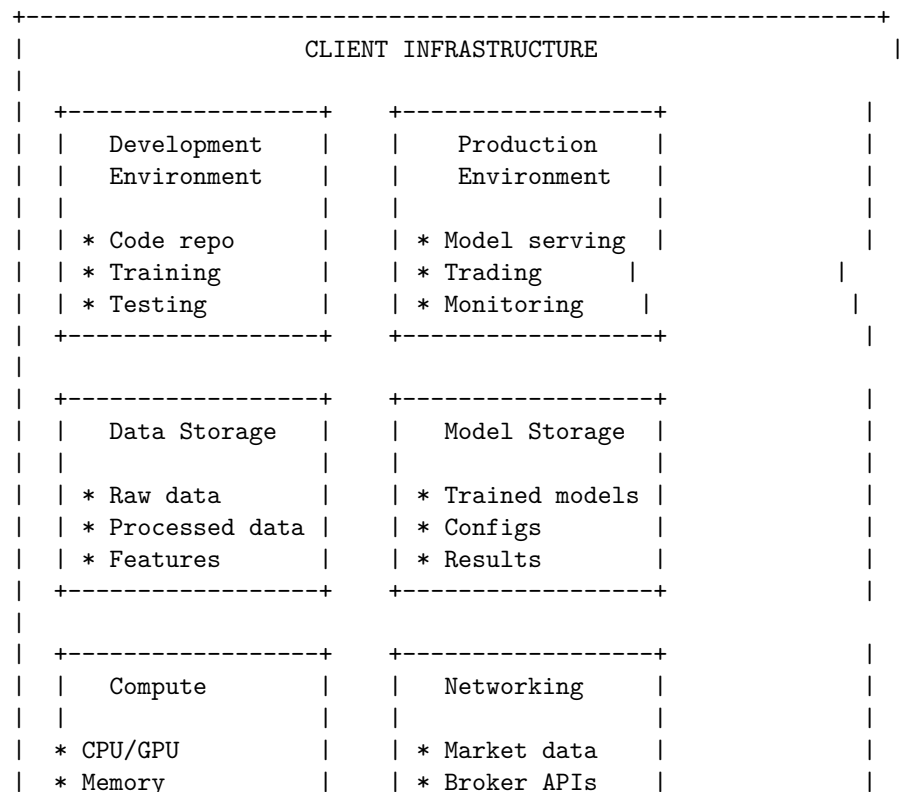 +----------------------------------------------------------------+
|                    CLIENT INFRASTRUCTURE                     |
|
|  +------------------+    +------------------+              |
|  |   Development    |    |    Production    |              |
|  |   Environment    |    |    Environment   |              |
|  |                  |    |                  |              |
|  | * Code repo      |    | * Model serving  |              |
|  | * Training       |    | * Trading      |              |
|  | * Testing        |    | * Monitoring    |              |
|  +------------------+    +------------------+              |
|
|  +------------------+    +------------------+              |
|  |   Data Storage   |    |   Model Storage  |              |
|  |                  |    |                  |              |
|  | * Raw data       |    | * Trained models |              |
|  | * Processed data |    | * Configs        |              |
|  | * Features       |    | * Results        |              |
|  +------------------+    +------------------+              |
|
|  +------------------+    +------------------+              |
|  |   Compute        |    |   Networking     |              |
|  |                  |    |                  |              |
|  * CPU/GPU          |    | * Market data    |              |
|  * Memory           |    | * Broker APIs    |              |